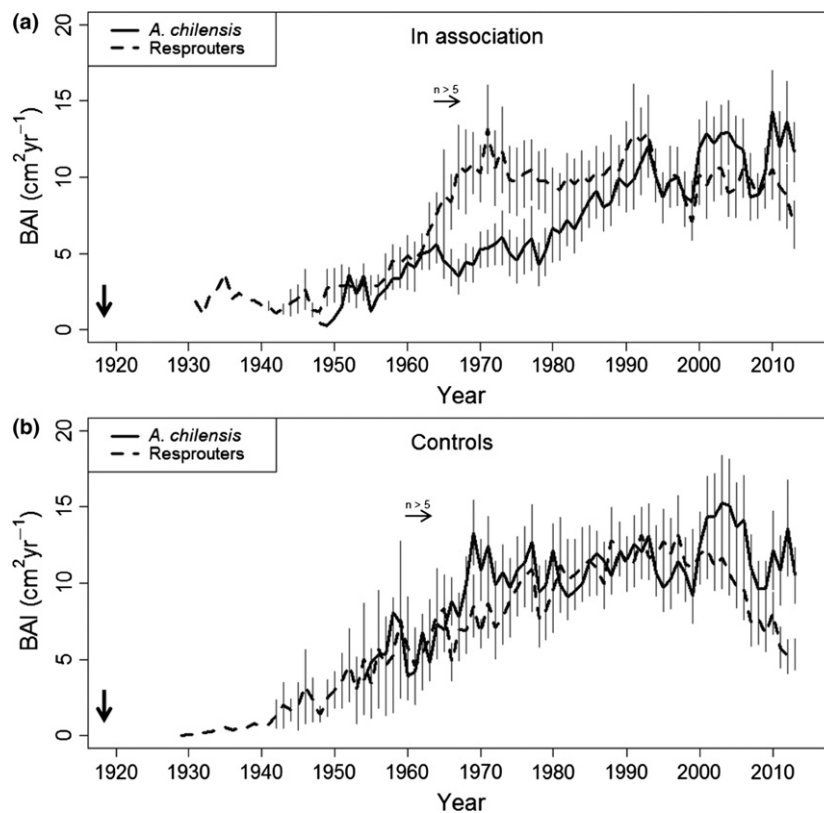 (a)
A. chilensis
Resprouters
In association
n > 5
20
15
10
5
0
BAI (cm²yr⁻¹)
1920 1930 1940 1950 1960 1970 1980 1990 2000 2010
Year
(b)
A. chilensis
Resprouters
Controls
n > 5
20
15
10
5
0
BAI (cm²yr⁻¹)
1920 1930 1940 1950 1960 1970 1980 1990 2000 2010
Year